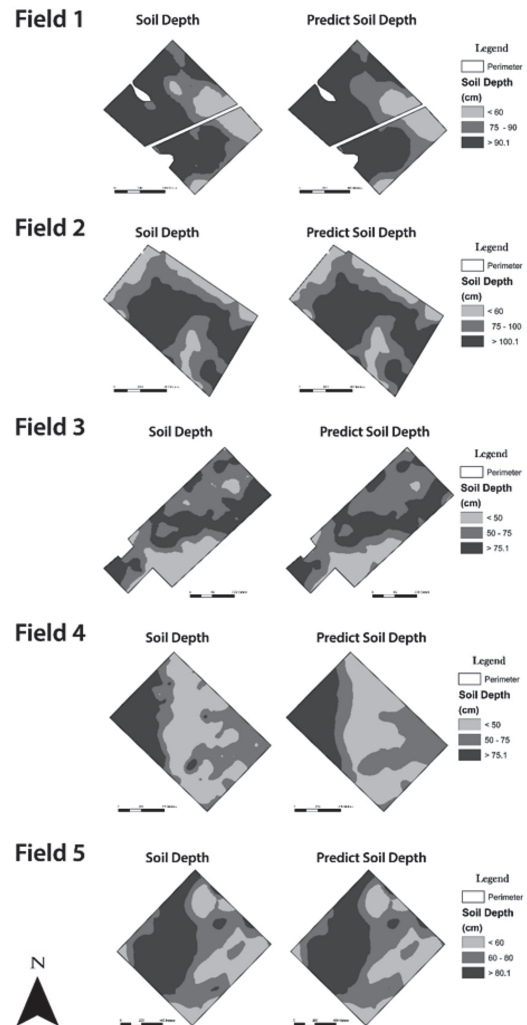 Field 1
Soil Depth
Predict Soil Depth
Legend
Perimeter
Soil Depth
(cm)
< 60
75 - 90
> 90.1
Field 2
Soil Depth
Predict Soil Depth
Legend
Perimeter
Soil Depth
(cm)
< 60
75 - 100
> 100.1
Field 3
Soil Depth
Predict Soil Depth
Legend
Perimeter
Soil Depth
(cm)
< 50
50 - 75
> 75.1
Field 4
Soil Depth
Predict Soil Depth
Legend
Perimeter
Soil Depth
(cm)
< 50
50 - 75
> 75.1
Field 5
Soil Depth
Predict Soil Depth
Legend
Perimeter
Soil Depth
(cm)
< 60
60 - 80
> 80.1
N